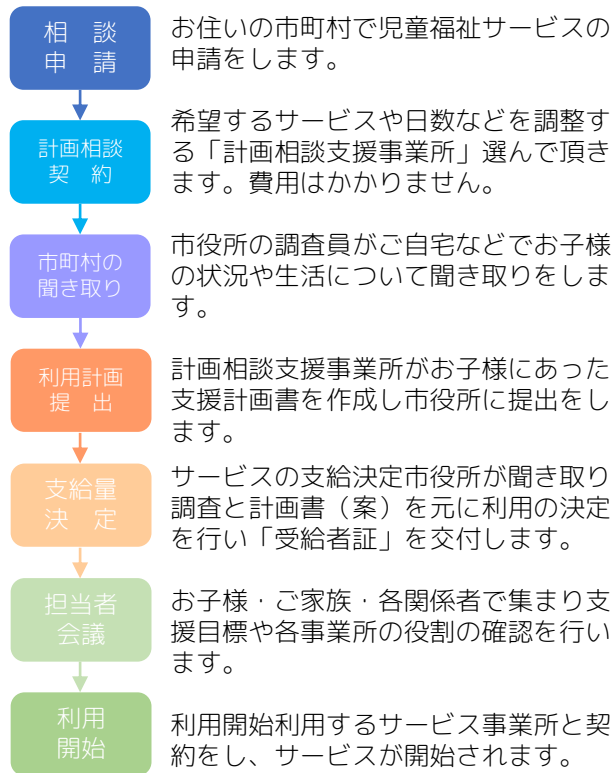 相　談
申　請
お住いの市町村で児童福祉サービスの
申請をします。
計画相談
契　約
希望するサービスや日数などを調整す
る「計画相談支援事業所」選んで頂き
ます。費用はかかりません。
市町村の
聞き取り
市役所の調査員がご自宅などでお子様
の状況や生活について聞き取りをしま
す。
利用計画
提　出
計画相談支援事業所がお子様にあった
支援計画書を作成し市役所に提出をし
ます。
支給量
決　定
サービスの支給決定市役所が聞き取り
調査と計画書（案）を元に利用の決定
を行い「受給者証」を交付します。
担当者
会議
お子様・ご家族・各関係者で集まり支
援目標や各事業所の役割の確認を行い
ます。
利用
開始
利用開始利用するサービス事業所と契
約をし、サービスが開始されます。